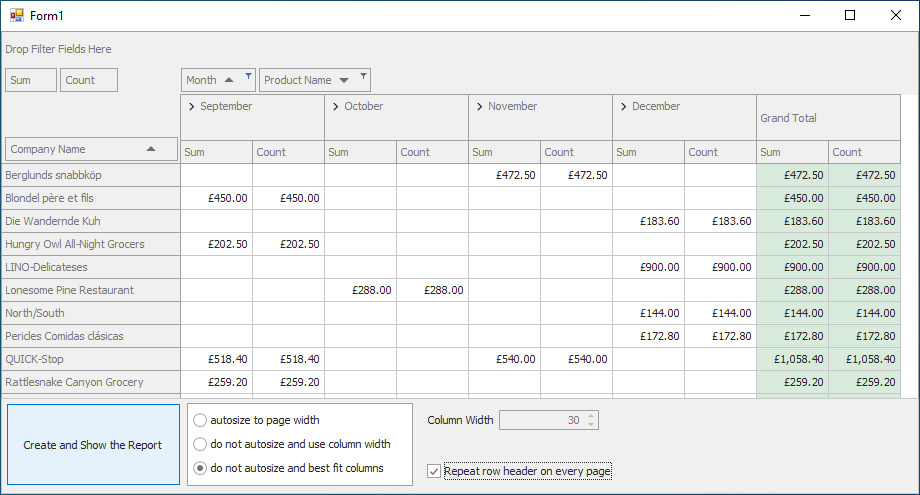 Form1
Drop Filter Fields Here
Sum Count Month Product Name
September October November December Grand Total
Company Name Sum Count Sum Count Sum Count Sum Count Sum Count
Berglunds snabbköp £472.50 £472.50 £472.50 £472.50
Blondel père et fils £450.00 £450.00 £450.00 £450.00
Die Wandernde Kuh £183.60 £183.60 £183.60 £183.60
Hungry Owl All-Night Grocers £202.50 £202.50 £202.50 £202.50
LINO-Delicateses £900.00 £900.00 £900.00 £900.00
Lonesome Pine Restaurant £288.00 £288.00 £288.00 £288.00
North/South £144.00 £144.00 £144.00 £144.00
Pericles Comidas clásicas £172.80 £172.80 £172.80 £172.80
QUICK-Stop £518.40 £518.40 £540.00 £540.00 £1,058.40 £1,058.40
Rattlesnake Canyon Grocery £259.20 £259.20 £259.20 £259.20
Create and Show the Report
autosize to page width
do not autosize and use column width
do not autosize and best fit columns
Column Width 30
Repeat row header on every page